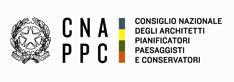 CNA
PPC
CONSIGLIO NAZIONALE
DEGLI ARCHITETTI
PIANIFICATORI
PAESAGGISTI
E CONSERVATORI